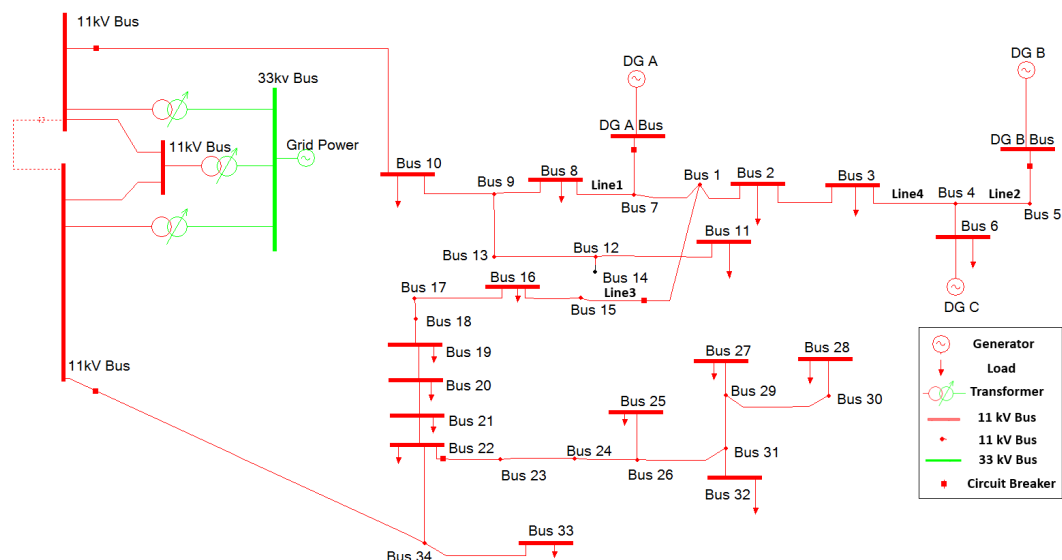 11kV Bus
DG B
DG A
33kv Bus
DG A Bus
DG B Bus
11kV Bus
Grid Power
Bus 10
Bus 9
Bus 8
Line1
Bus 7
Bus 1
Bus 2
Bus 3
Line4
Bus 4
Line2
Bus 5
Bus 6
Bus 11
Bus 13
Bus 12
Bus 14
Bus 16
Line3
Bus 15
Bus 17
DG C
Bus 18
Bus 19
Bus 20
Bus 21
Bus 22
11kV Bus
Bus 27
Bus 28
Bus 29
Bus 30
Bus 25
Bus 31
Bus 24
Bus 23
Bus 26
Bus 32
Bus 33
Bus 34
Generator
Load
Transformer
11 kV Bus
11 kV Bus
33 kV Bus
Circuit Breaker